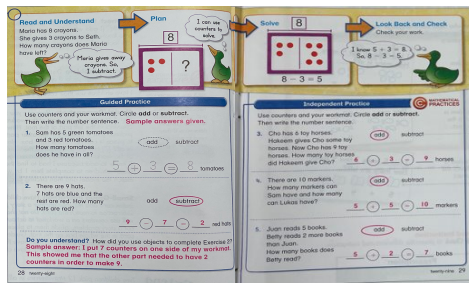 Read and Understand
Maria has 8 crayons.
She gives 3 crayons to Seth.
How many crayons does Maria
have left?
Maria gives away
crayons. So,
I subtract.
Plan
I can use
counters to
solve.
8
?
Solve
8
8 - 3 = 5
Look Back and Check
Check your work.
I know 5 + 3 = 8.
So, 8 - 3 = 5.
Guided Practice
Use counters and your workmat. Circle add or subtract.
Then write the number sentence. Sample answers given.
1. Sam has 5 green tomatoes
and 3 red tomatoes.
How many tomatoes
does he have in all?
add subtract
5 + 3 = 8 tomatoes
2. There are 9 hats.
7 hats are blue and the
rest are red. How many
hats are red?
add subtract
9 - 7 = 2 red hats
Do you understand? How did you use objects to complete Exercise 2?
Sample answer: I put 7 counters on one side of my workmat.
This showed me that the other part needed to have 2
counters in order to make 9.
28 twenty-eight
Independent Practice
MATHEMATICAL
PRACTICES
Use counters and your workmat. Circle add or subtract.
Then write the number sentence.
3. Cho has 6 toy horses.
Hakeem gives Cho some toy
horses. Now Cho has 9 toy
horses. How many toy horses
did Hakeem give Cho?
add subtract
6 + 3 = 9 horses
4. There are 10 markers.
How many markers can
Sam have and how many
can Lukas have?
add subtract
5 + 5 = 10 markers
5. Juan reads 5 books.
Betty reads 2 more books
than Juan.
How many books does
Betty read?
add subtract
5 + 2 = 7 books
twenty-nine 29